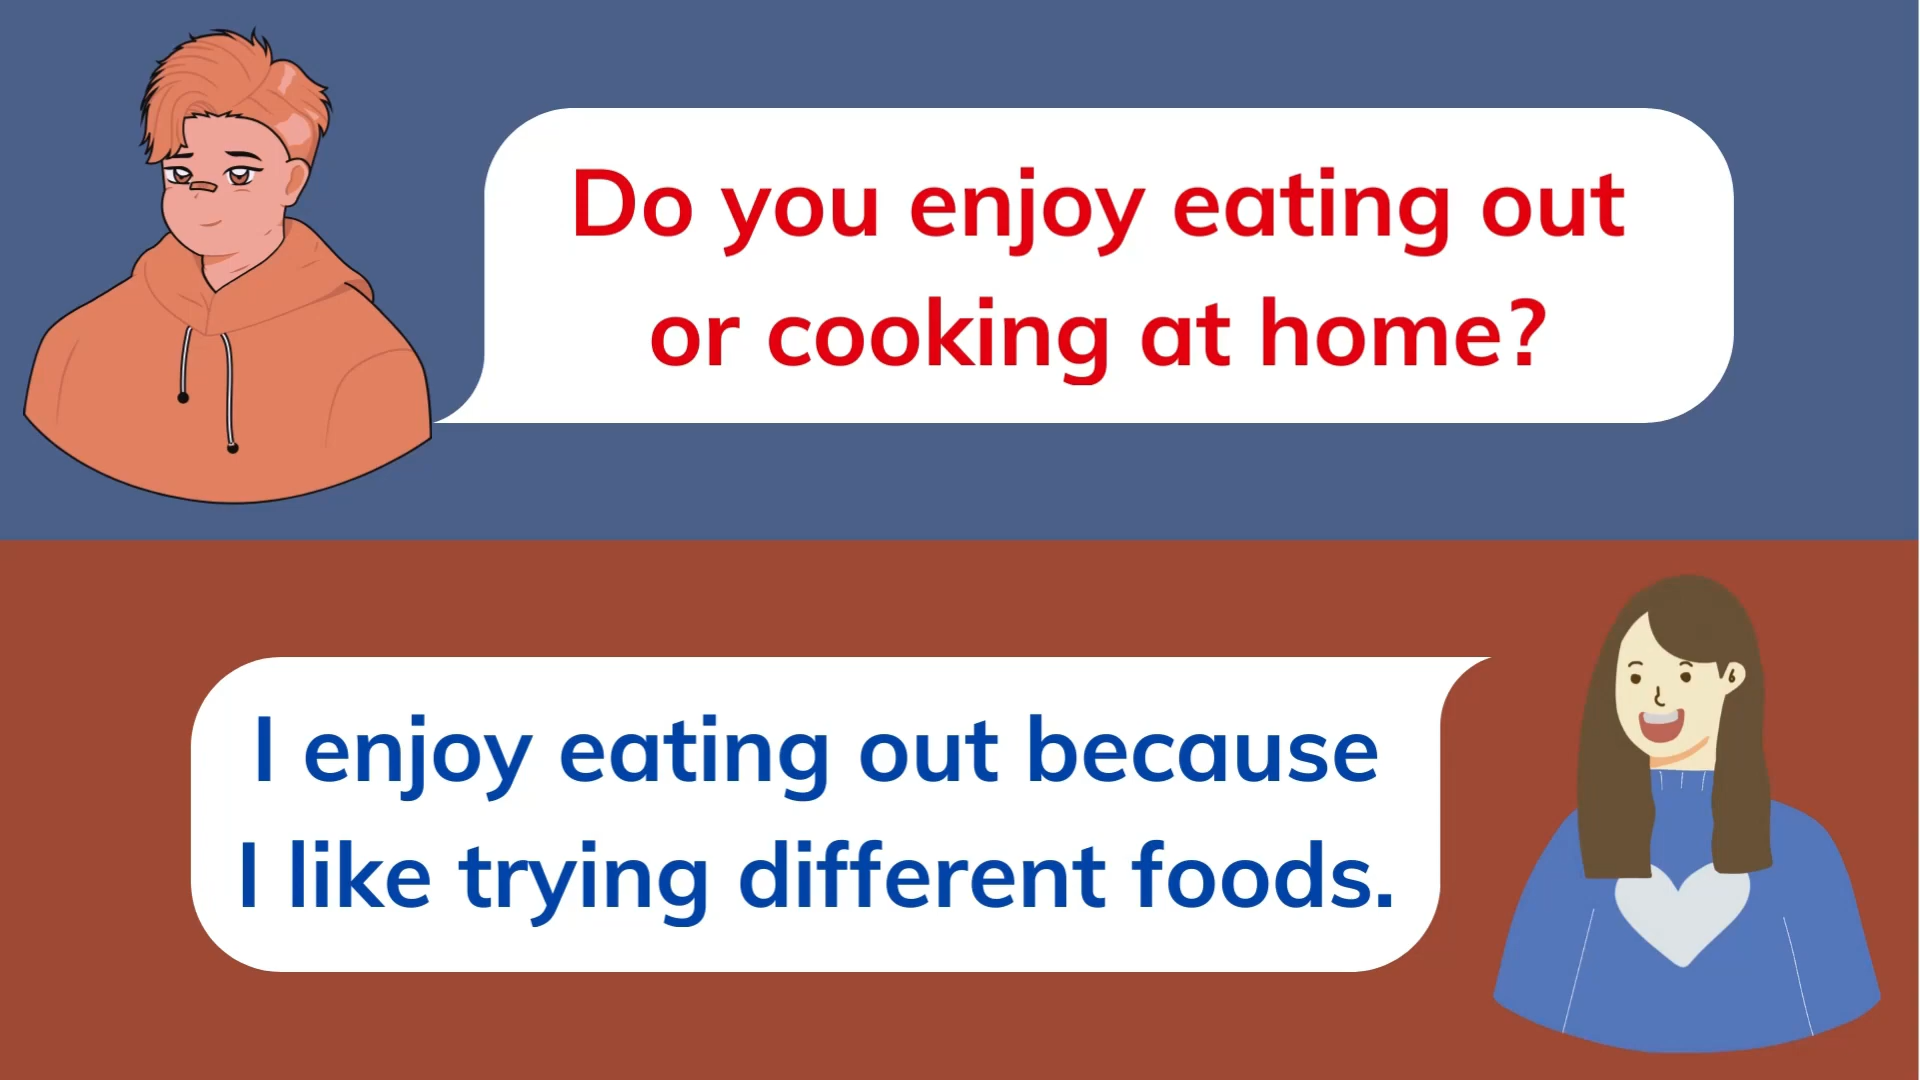 Do you enjoy eating out
or cooking at home?
I enjoy eating out because
I like trying different foods.